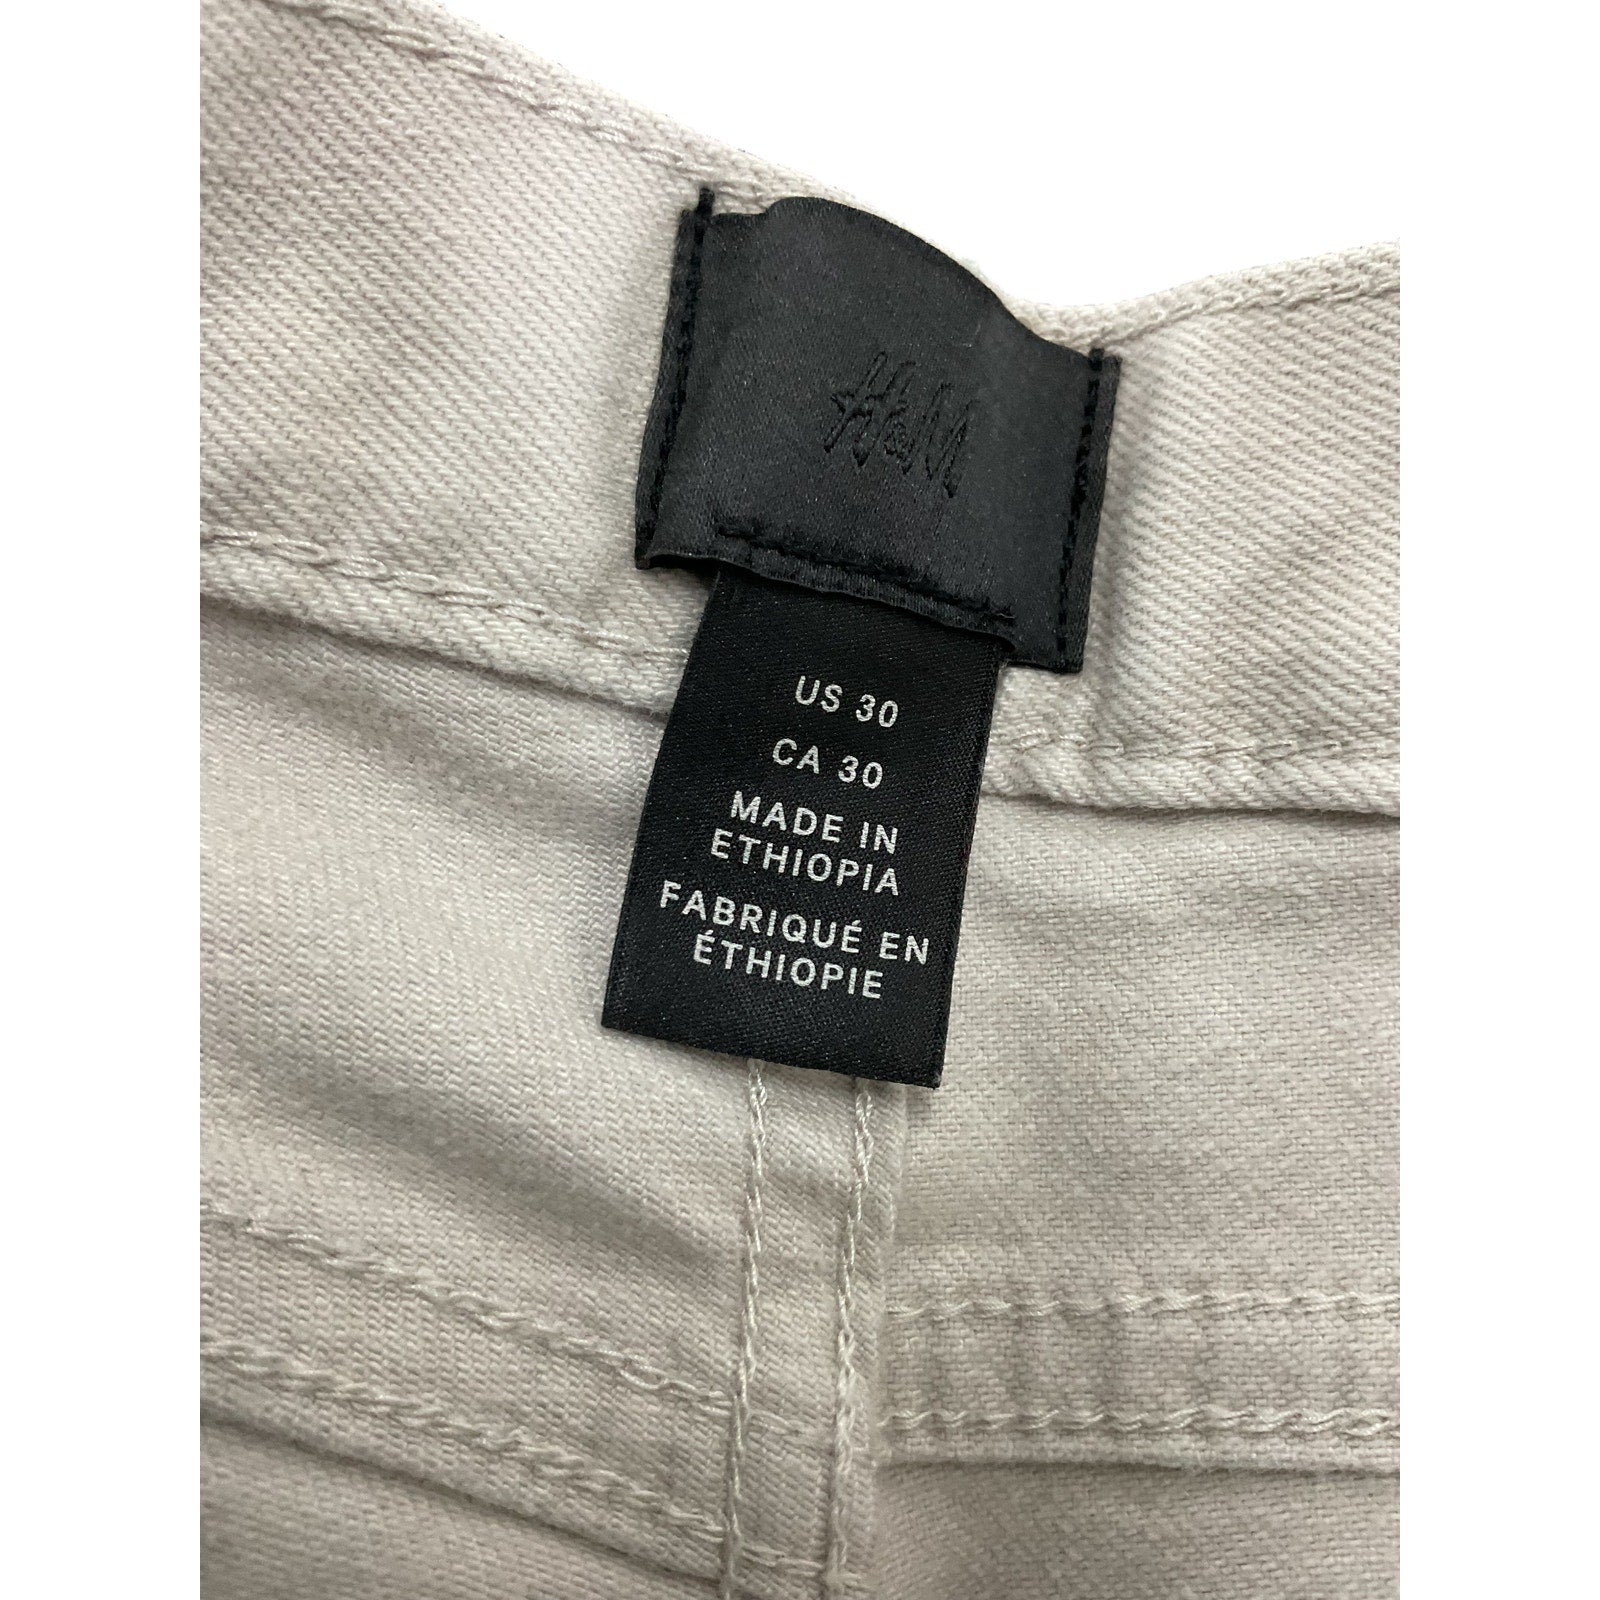 H&M
US 30
CA 30
MADE IN
ETHIOPIA
FABRIQUÉ EN
ÉTHIOPIE